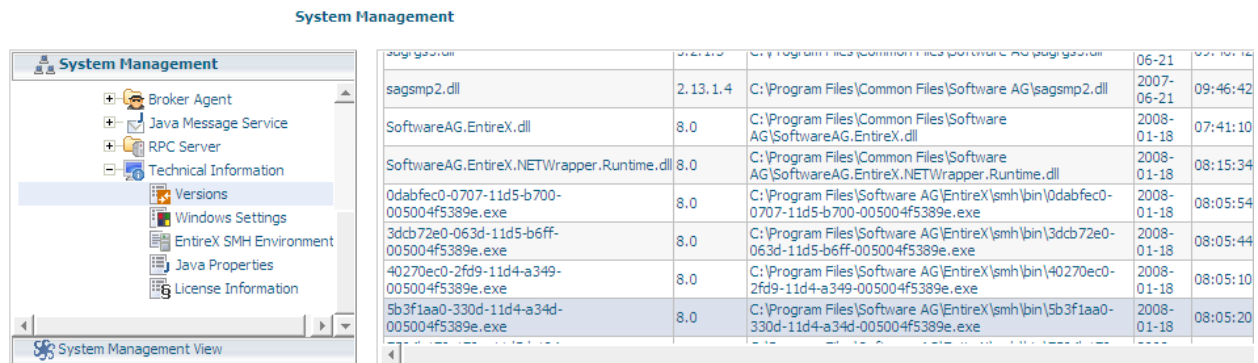 System Management
System Management
Broker Agent
Java Message Service
RPC Server
Technical Information
Versions
Windows Settings
EntireX SMH Environment
Java Properties
License Information
System Management View
06-21
sagsmp2.dll 2.13.1.4 C:\Program Files\Common Files\Software AG\sagsmp2.dll 2007- 09:46:42
06-21
SoftwareAG.EntireX.dll 8.0 C:\Program Files\Common Files\Software 2008- 07:41:10
AG\SoftwareAG.EntireX.dll 01-18
SoftwareAG.EntireX.NETWrapper.Runtime.dll 8.0 C:\Program Files\Common Files\Software 2008- 08:15:34
AG\SoftwareAG.EntireX.NETWrapper.Runtime.dll 01-18
0dabfec0-0707-11d5-b700- 8.0 C:\Program Files\Software AG\EntireX\smh\bin\0dabfec0- 2008- 08:05:54
005004f5389e.exe 0707-11d5-b700-005004f5389e.exe 01-18
3dcb72e0-063d-11d5-b6ff- 8.0 C:\Program Files\Software AG\EntireX\smh\bin\3dcb72e0- 2008- 08:05:44
005004f5389e.exe 063d-11d5-b6ff-005004f5389e.exe 01-18
40270ec0-2fd9-11d4-a349- 8.0 C:\Program Files\Software AG\EntireX\smh\bin\40270ec0- 2008- 08:05:10
005004f5389e.exe 2fd9-11d4-a349-005004f5389e.exe 01-18
5b3f1aa0-330d-11d4-a34d- 8.0 C:\Program Files\Software AG\EntireX\smh\bin\5b3f1aa0- 2008- 08:05:20
005004f5389e.exe 330d-11d4-a34d-005004f5389e.exe 01-18